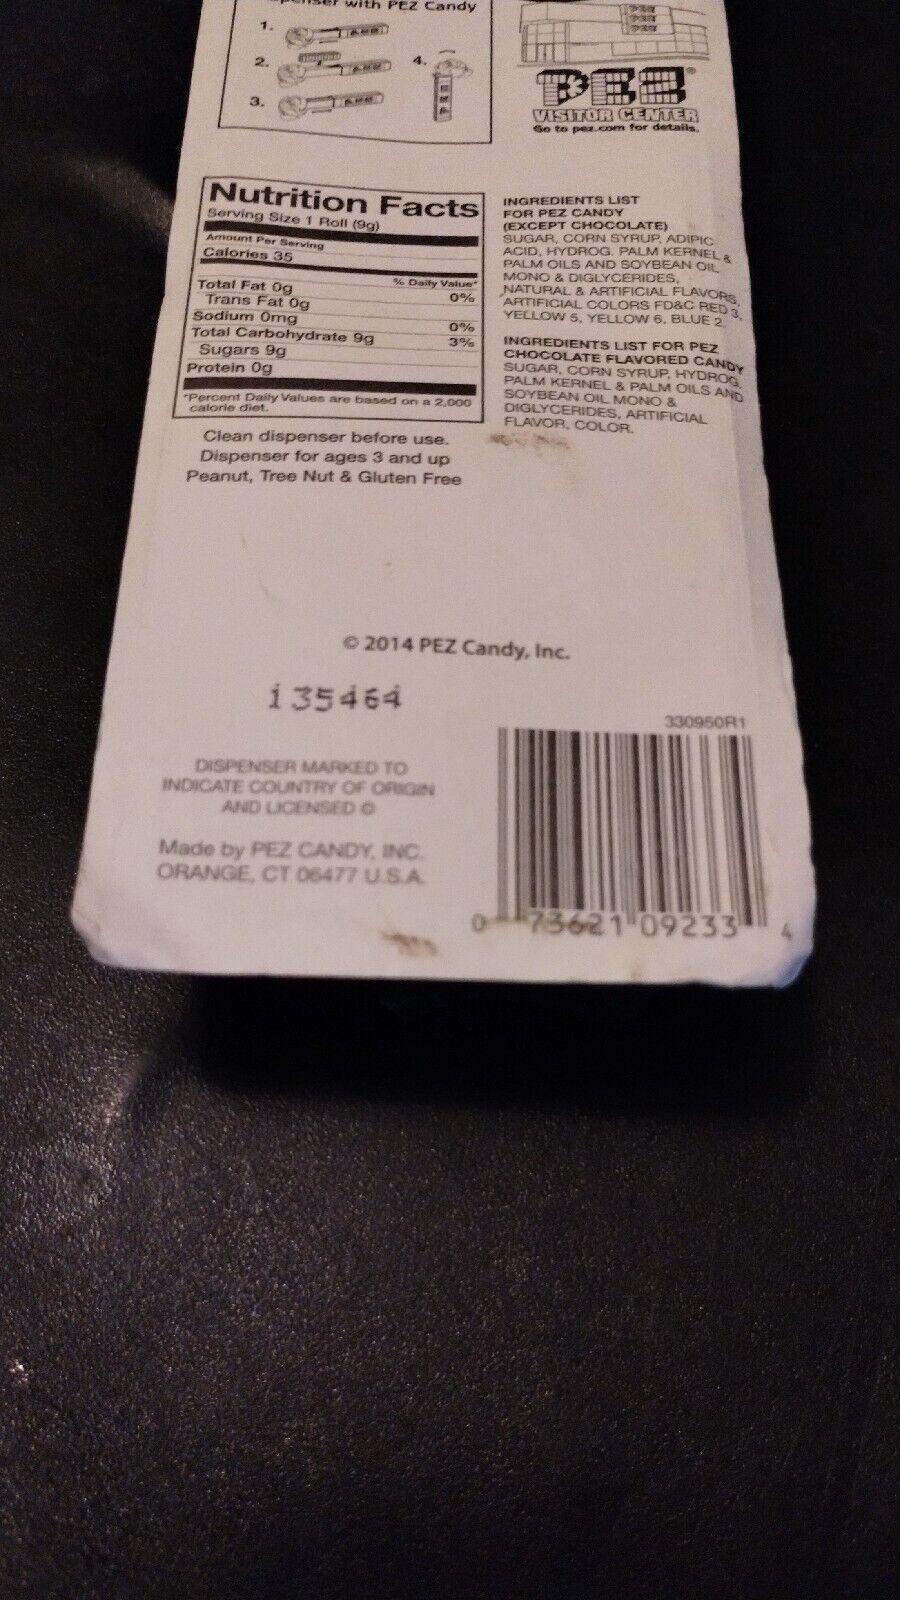 with PEZ Candy
1.
2.
3.
4.
PEZ
PEZ
PEZ
PEZ®
VISITOR CENTER
Go to pez.com for details.
Nutrition Facts
Serving Size 1 Roll (9g)
Amount Per Serving
Calories 35
% Daily Value*
Total Fat 0g 0%
Trans Fat 0g
Sodium 0mg 0%
Total Carbohydrate 9g 3%
Sugars 9g
Protein 0g
*Percent Daily Values are based on a 2,000
calorie diet.
Clean dispenser before use.
Dispenser for ages 3 and up
Peanut, Tree Nut & Gluten Free
INGREDIENTS LIST
FOR PEZ CANDY
(EXCEPT CHOCOLATE)
SUGAR, CORN SYRUP, ADIPIC
ACID, HYDROG. PALM KERNEL &
PALM OILS AND SOYBEAN OIL,
MONO & DIGLYCERIDES,
NATURAL & ARTIFICIAL FLAVORS,
ARTIFICIAL COLORS FD&C RED 3,
YELLOW 5, YELLOW 6, BLUE 2.
INGREDIENTS LIST FOR PEZ
CHOCOLATE FLAVORED CANDY
SUGAR, CORN SYRUP, HYDROG.
PALM KERNEL & PALM OILS AND
SOYBEAN OIL MONO &
DIGLYCERIDES, ARTIFICIAL
FLAVOR, COLOR.
© 2014 PEZ Candy, Inc.
135464
DISPENSER MARKED TO
INDICATE COUNTRY OF ORIGIN
AND LICENSED ©
Made by PEZ CANDY, INC.
ORANGE, CT 06477 U.S.A.
330950R1
0 73621 09233 4